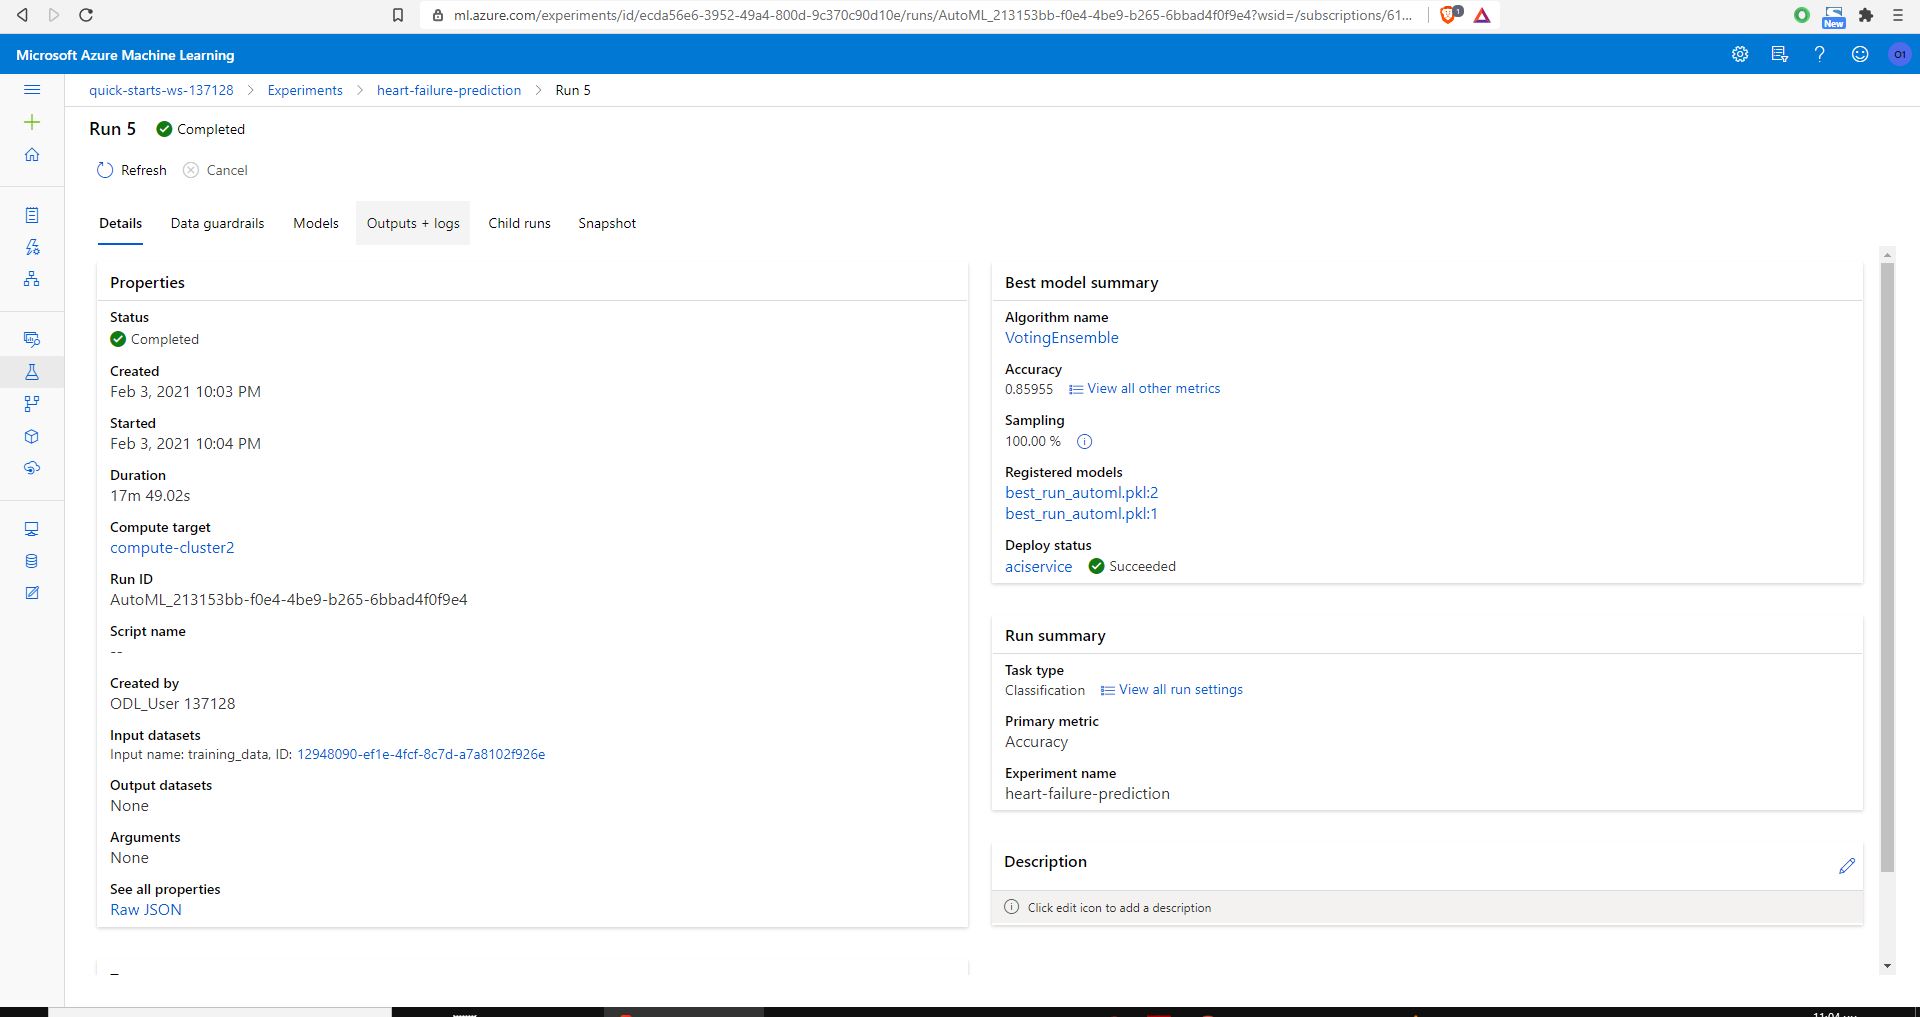 ml.azure.com/experiments/id/ecda56e6-3952-49a4-800d-9c370c90d10e/runs/AutoML_213153bb-f0e4-4be9-b265-6bbad4f0f9e4?wsid=/subscriptions/61...
1
New
Microsoft Azure Machine Learning
O1
quick-starts-ws-137128 > Experiments > heart-failure-prediction > Run 5
Run 5 Completed
Refresh Cancel
Details Data guardrails Models Outputs + logs Child runs Snapshot
Properties
Status
Completed
Created
Feb 3, 2021 10:03 PM
Started
Feb 3, 2021 10:04 PM
Duration
17m 49.02s
Compute target
compute-cluster2
Run ID
AutoML_213153bb-f0e4-4be9-b265-6bbad4f0f9e4
Script name
--
Created by
ODL_User 137128
Input datasets
Input name: training_data, ID: 12948090-ef1e-4fcf-8c7d-a7a8102f926e
Output datasets
None
Arguments
None
See all properties
Raw JSON
Best model summary
Algorithm name
VotingEnsemble
Accuracy
0.85955 View all other metrics
Sampling
100.00 %
Registered models
best_run_automl.pkl:2
best_run_automl.pkl:1
Deploy status
aciservice Succeeded
Run summary
Task type
Classification View all run settings
Primary metric
Accuracy
Experiment name
heart-failure-prediction
Description
Click edit icon to add a description